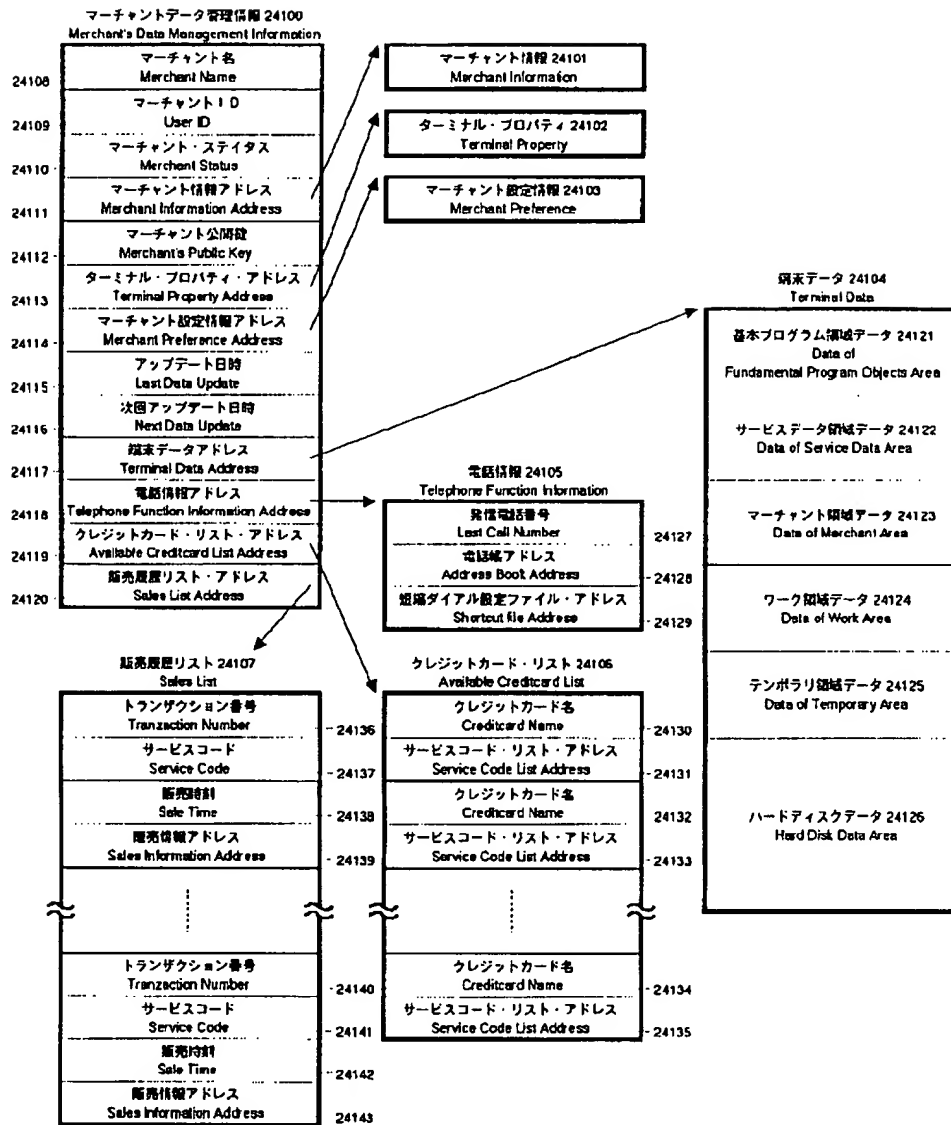 マーチャントデータ管理情報 24100
Merchant's Data Management Information
マーチャント名
Merchant Name
24108
マーチャントID
User ID
24109
マーチャント・ステイタス
Merchant Status
24110
マーチャント情報アドレス
Merchant Information Address
24111
マーチャント公開鍵
Merchant's Public Key
24112
ターミナル・プロパティ・アドレス
Terminal Property Address
24113
マーチャント設定情報アドレス
Merchant Preference Address
24114
アップデート日時
Last Data Update
24115
次回アップデート日時
Next Data Update
24116
端末データアドレス
Terminal Data Address
24117
電話情報アドレス
Telephone Function Information Address
24118
クレジットカード・リスト・アドレス
Available Creditcard List Address
24119
販売履歴リスト・アドレス
Sales List Address
24120
マーチャント情報 24101
Merchant Information
ターミナル・プロパティ 24102
Terminal Property
マーチャント設定情報 24103
Merchant Preference
端末データ 24104
Terminal Data
基本プログラム領域データ 24121
Data of
Fundamental Program Objects Area
サービスデータ領域データ 24122
Data of Service Data Area
マーチャント領域データ 24123
Data of Merchant Area
ワーク領域データ 24124
Data of Work Area
テンポラリ領域データ 24125
Data of Temporary Area
ハードディスクデータ 24126
Hard Disk Data Area
電話情報 24105
Telephone Function Information
発信電話番号
Last Call Number
24127
電話帳アドレス
Address Book Address
24128
短縮ダイアル設定ファイル・アドレス
Shortcut file Address
24129
販売履歴リスト 24107
Sales List
トランザクション番号
Tranzaction Number
24136
サービスコード
Service Code
24137
販売時刻
Sale Time
24138
販売情報アドレス
Sales Information Address
24139
トランザクション番号
Tranzaction Number
24140
サービスコード
Service Code
24141
販売時刻
Sale Time
24142
販売情報アドレス
Sales Information Address
24143
クレジットカード・リスト 24106
Available Creditcard List
クレジットカード名
Creditcard Name
24130
サービスコード・リスト・アドレス
Service Code List Address
24131
クレジットカード名
Creditcard Name
24132
サービスコード・リスト・アドレス
Service Code List Address
24133
クレジットカード名
Creditcard Name
24134
サービスコード・リスト・アドレス
Service Code List Address
24135